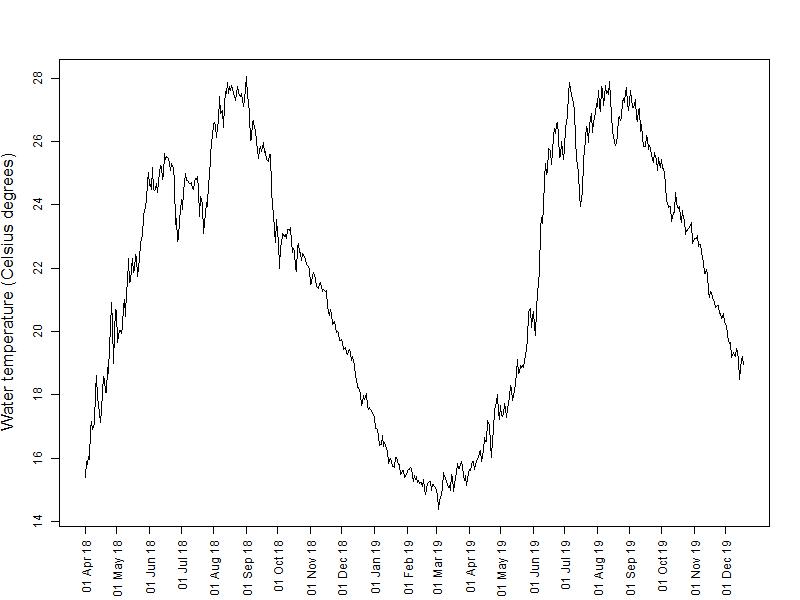 28
26
24
22
20
18
16
14
Water temperature (Celsius degrees)
01 Apr 18
01 May 18
01 Jun 18
01 Jul 18
01 Aug 18
01 Sep 18
01 Oct 18
01 Nov 18
01 Dec 18
01 Jan 19
01 Feb 19
01 Mar 19
01 Apr 19
01 May 19
01 Jun 19
01 Jul 19
01 Aug 19
01 Sep 19
01 Oct 19
01 Nov 19
01 Dec 19